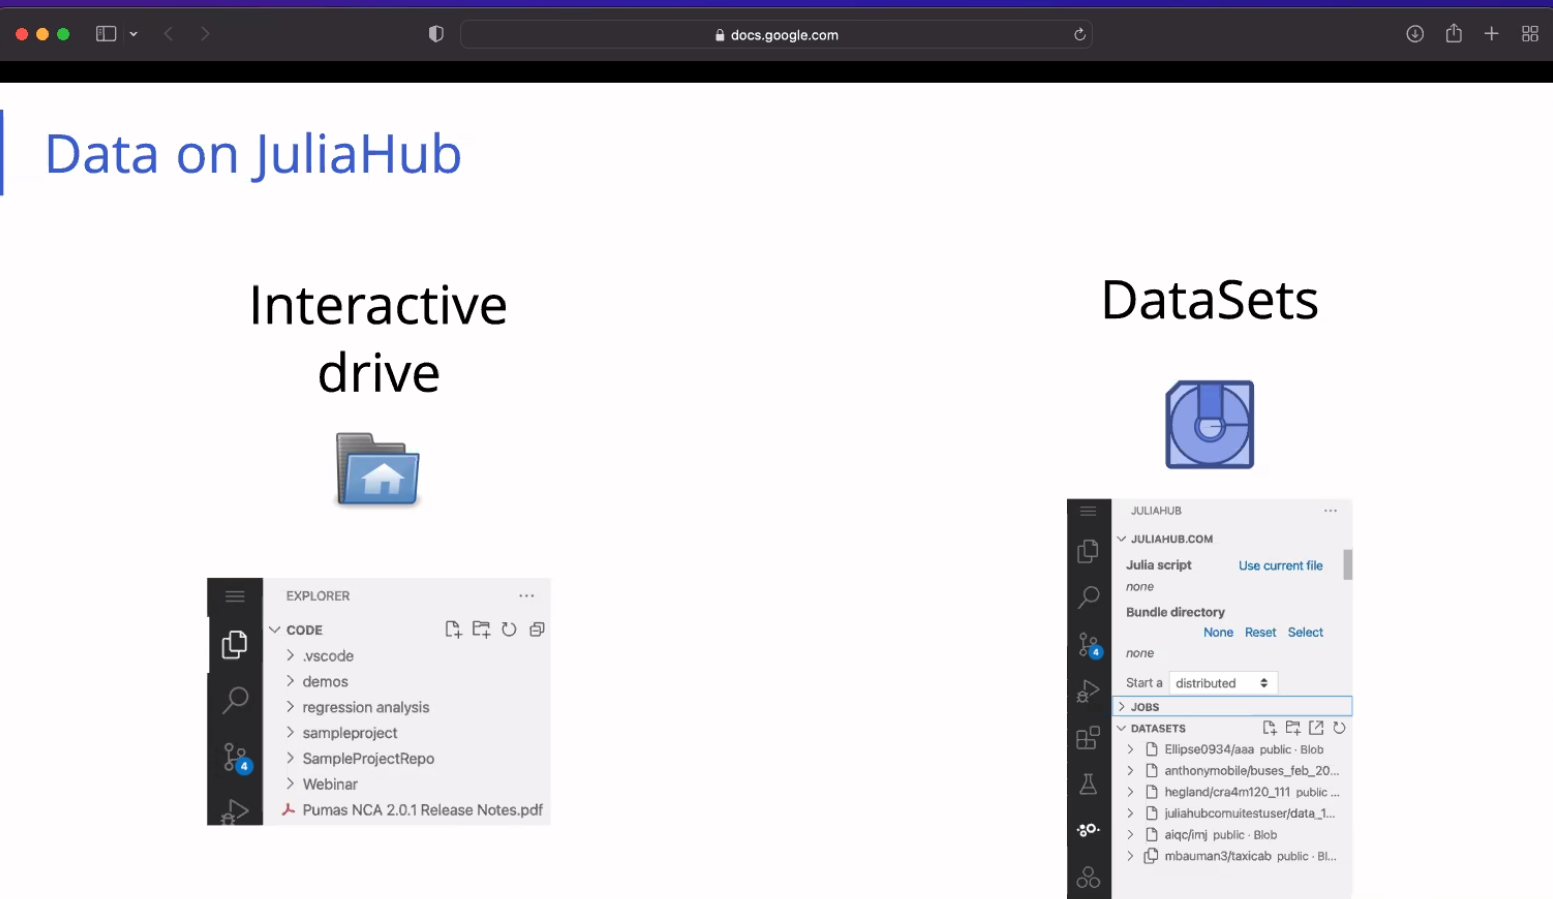 docs.google.com
Data on JuliaHub
Interactive
drive
EXPLORER
CODE
.vscode
demos
regression analysis
sampleproject
SampleProjectRepo
4
Webinar
Pumas NCA 2.0.1 Release Notes.pdf
DataSets
JULIAHUB
JULIAHUB.COM
Julia script Use current file
none
Bundle directory
None Reset Select
4
none
Start a distributed
JOBS
DATASETS
Ellipse0934/aaa public · Blob
anthonymobile/buses_feb_20...
hegland/cra4m120_111 public ...
juliahubcomuitestuser/data_1...
aiqc/imj public · Blob
mbauman3/taxicab public · Bl...